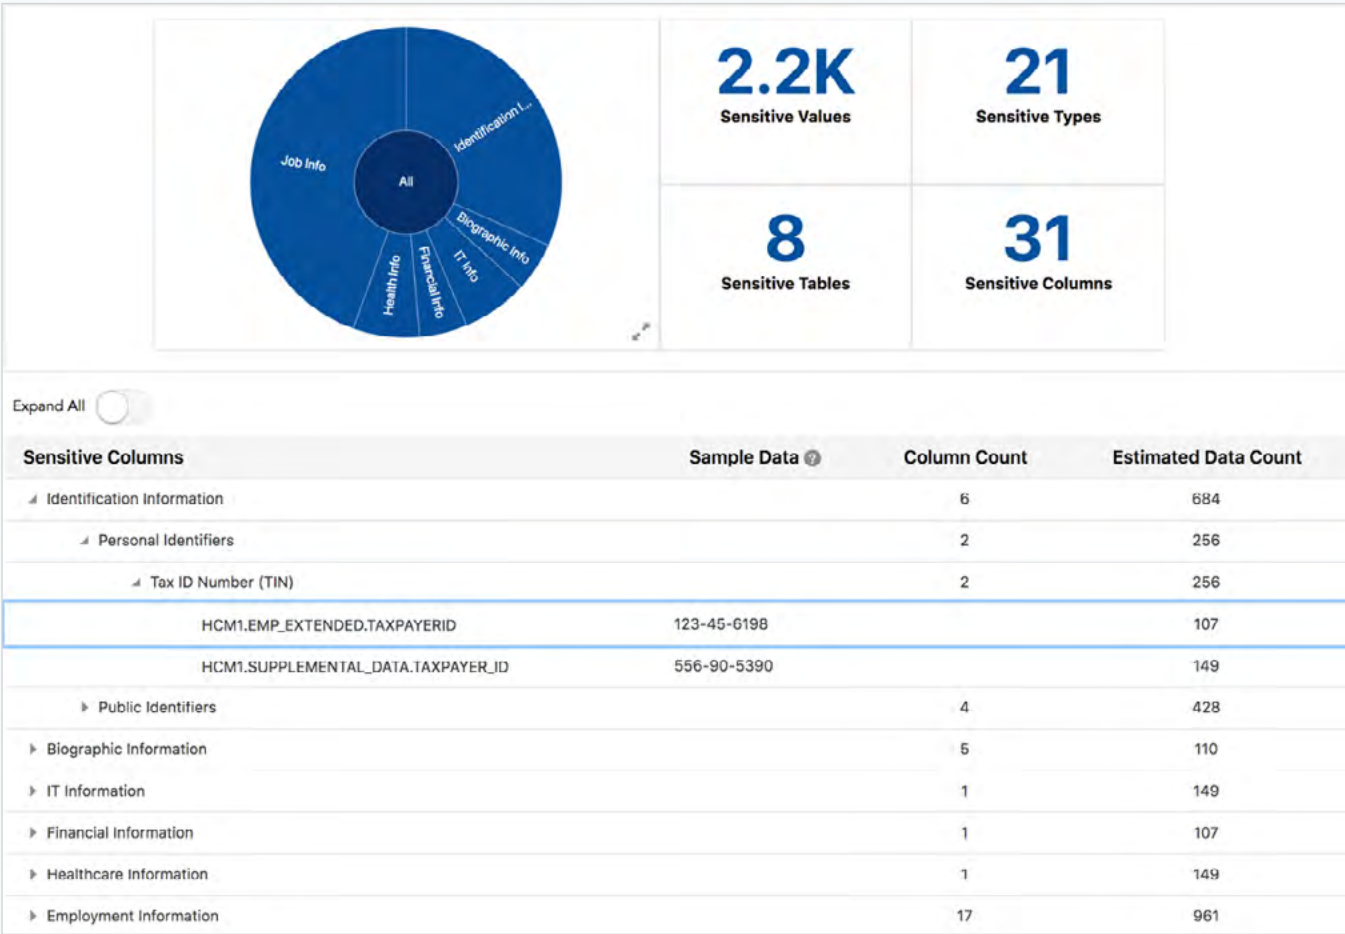 2.2K
Sensitive Values
21
Sensitive Types
8
Sensitive Tables
31
Sensitive Columns
Identification I...
Job Info
All
Biographic Info
IT Info
Financial Info
Health Info
Expand All
Sensitive Columns Sample Data ? Column Count Estimated Data Count
Identification Information 6 684
Personal Identifiers 2 256
Tax ID Number (TIN) 2 256
HCM1.EMP_EXTENDED.TAXPAYERID 123-45-6198 107
HCM1.SUPPLEMENTAL_DATA.TAXPAYER_ID 556-90-5390 149
Public Identifiers 4 428
Biographic Information 5 110
IT Information 1 149
Financial Information 1 107
Healthcare Information 1 149
Employment Information 17 961